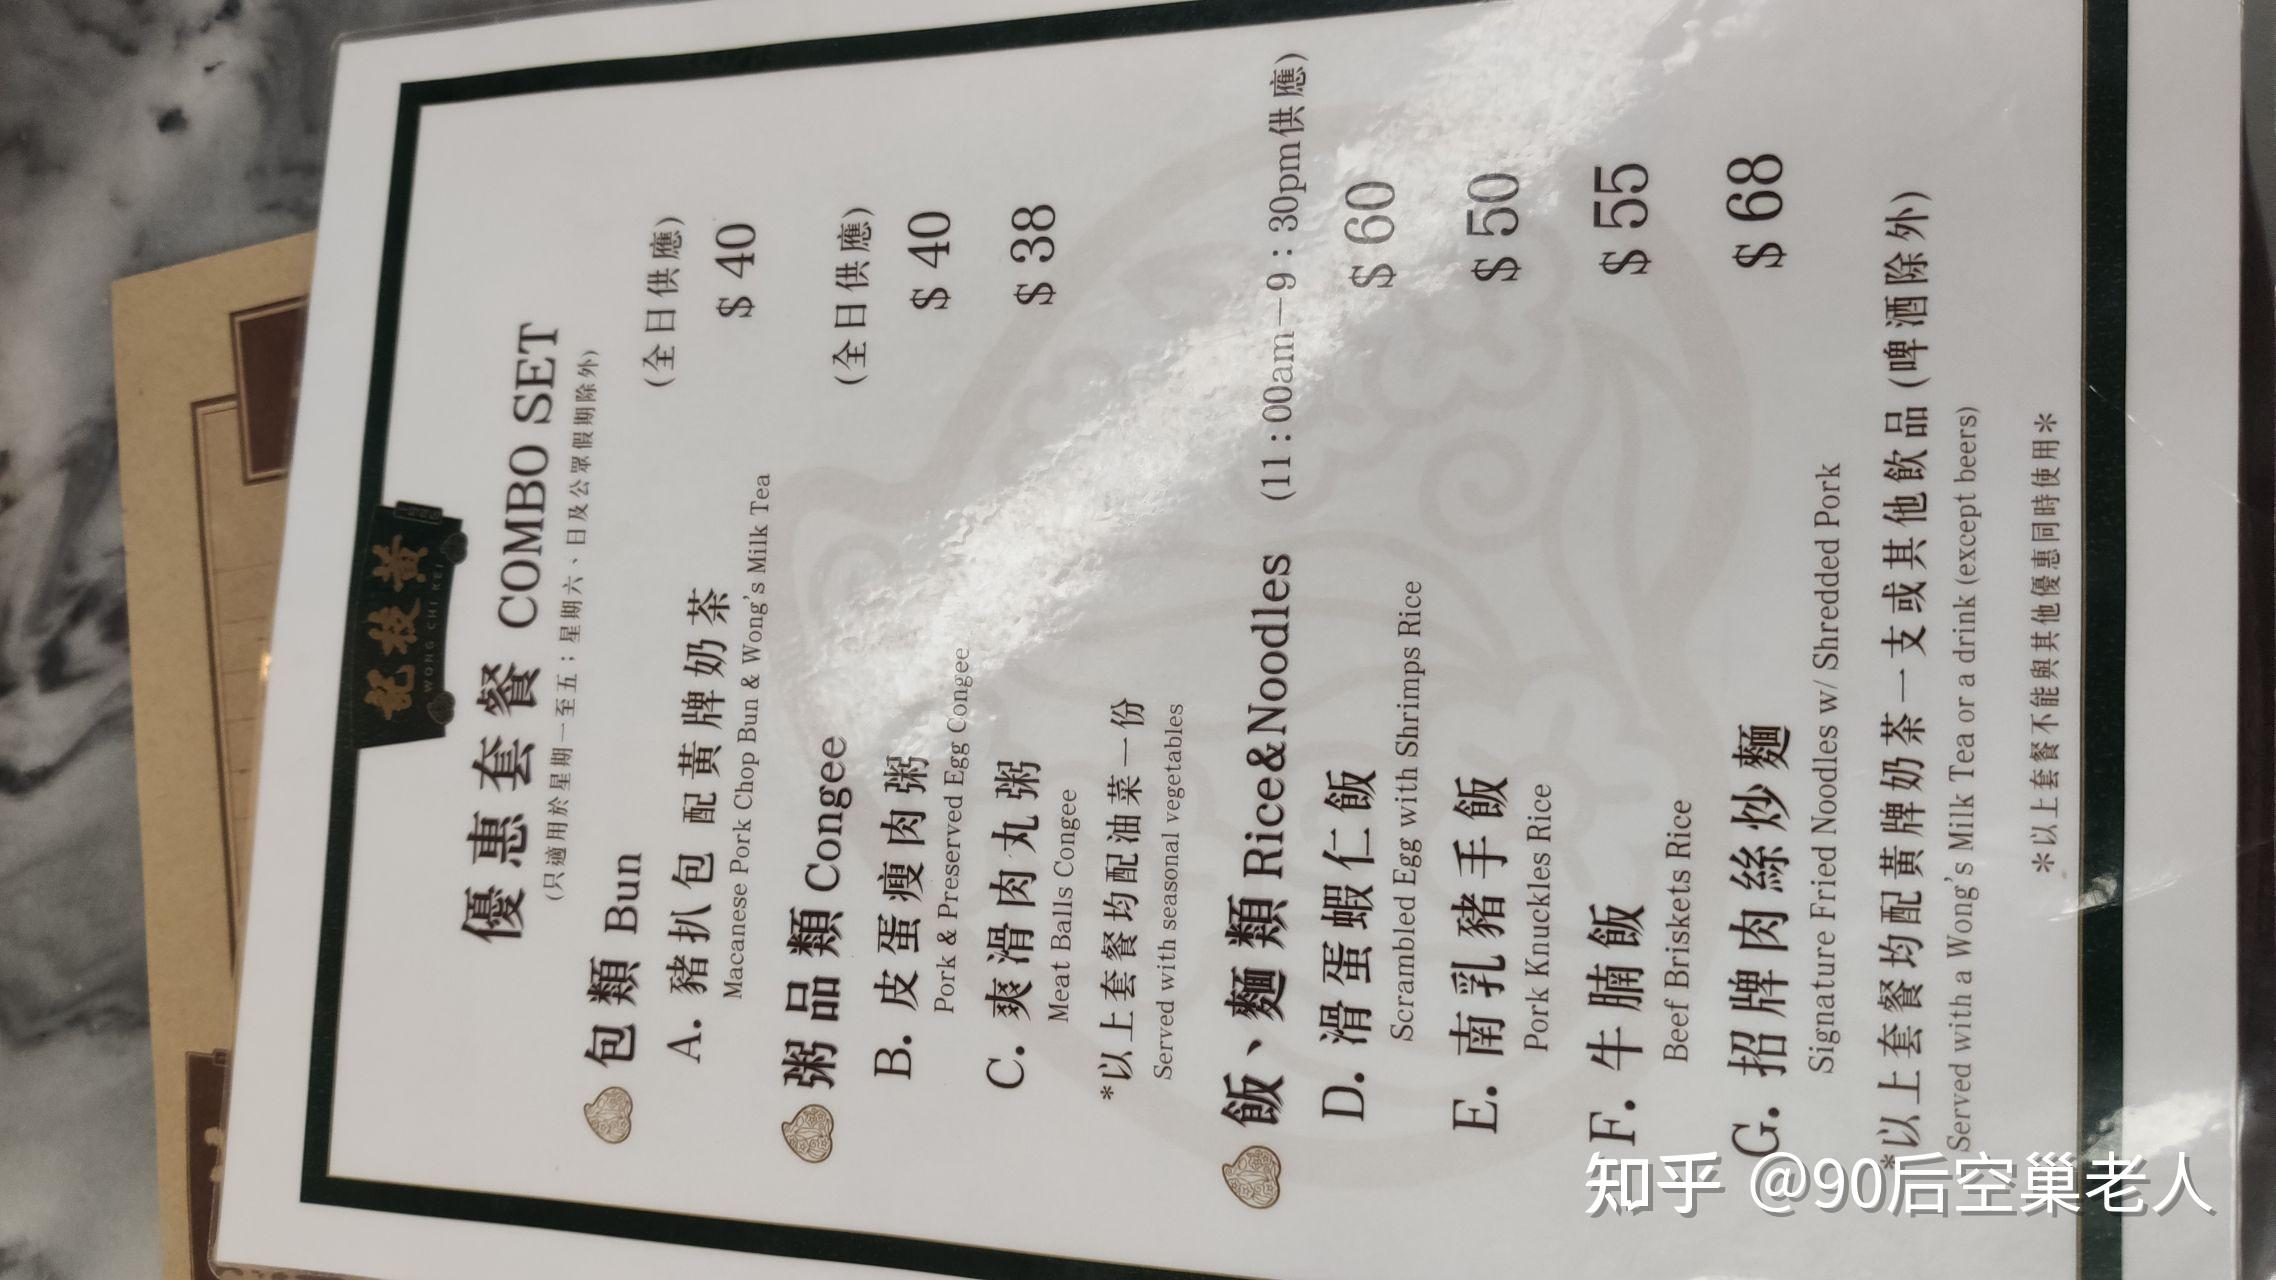 黃枝記
WONG CHI KEI
優惠套餐 COMBO SET
(只適用於星期一至五；星期六、日及公眾假期除外)
包類 Bun (全日供應)
A. 豬扒包 配黃牌奶茶 $ 40
Macanese Pork Chop Bun & Wong's Milk Tea
粥品類 Congee (全日供應)
B. 皮蛋瘦肉粥 $ 40
Pork & Preserved Egg Congee
C. 爽滑肉丸粥 $ 38
Meat Balls Congee
*以上套餐均配油菜一份
Served with seasonal vegetables
飯、麵類 Rice&Noodles (11:00am—9:30pm供應)
D. 滑蛋蝦仁飯 $ 60
Scrambled Egg with Shrimps Rice
E. 南乳豬手飯 $ 50
Pork Knuckles Rice
F. 牛腩飯 $ 55
Beef Briskets Rice
G. 招牌肉絲炒麵 $ 68
Signature Fried Noodles w/ Shredded Pork
*以上套餐均配黃牌奶茶一支或其他飲品(啤酒除外)
Served with a Wong's Milk Tea or a drink (except beers)
*以上套餐不能與其他優惠同時使用*
知乎 @90后空巢老人